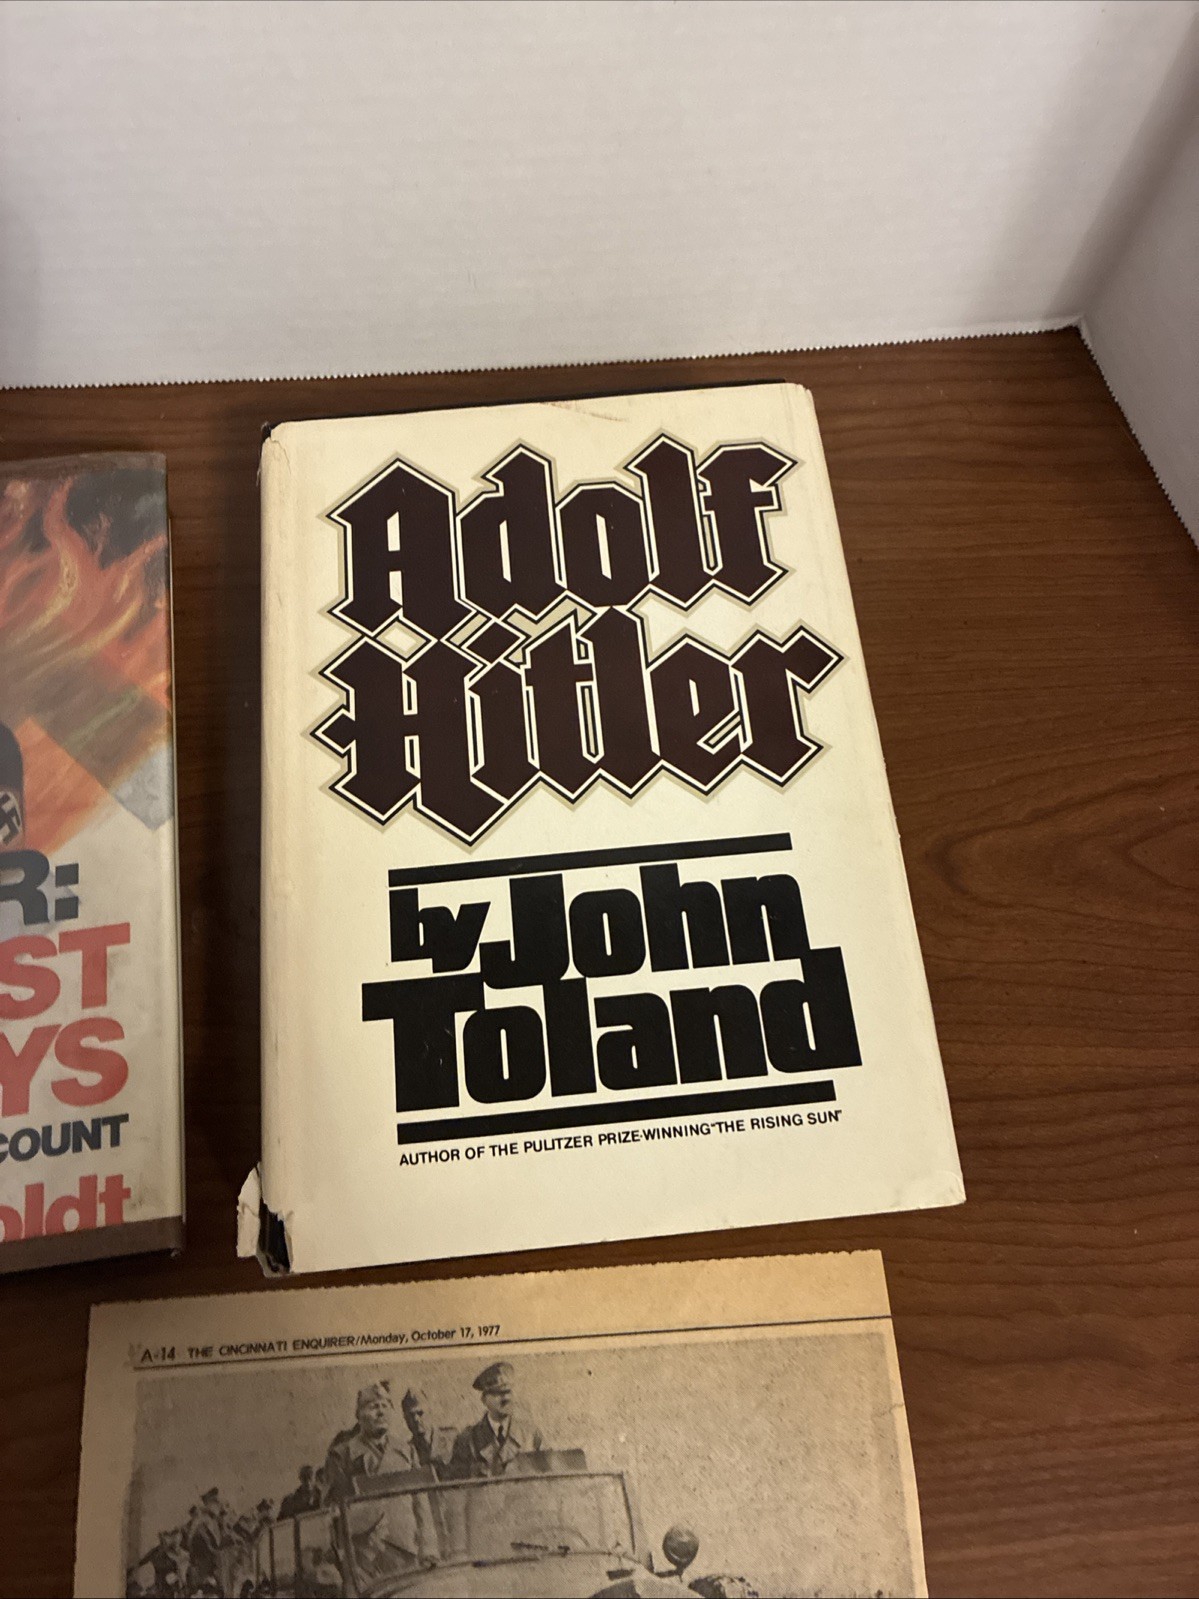 Adolf
Hitler
by John
Toland
AUTHOR OF THE PULITZER PRIZE-WINNING "THE RISING SUN"
R:
ST
YS
COUNT
oldt
A-14 THE CINCINNATI ENQUIRER/Monday, October 17, 1977